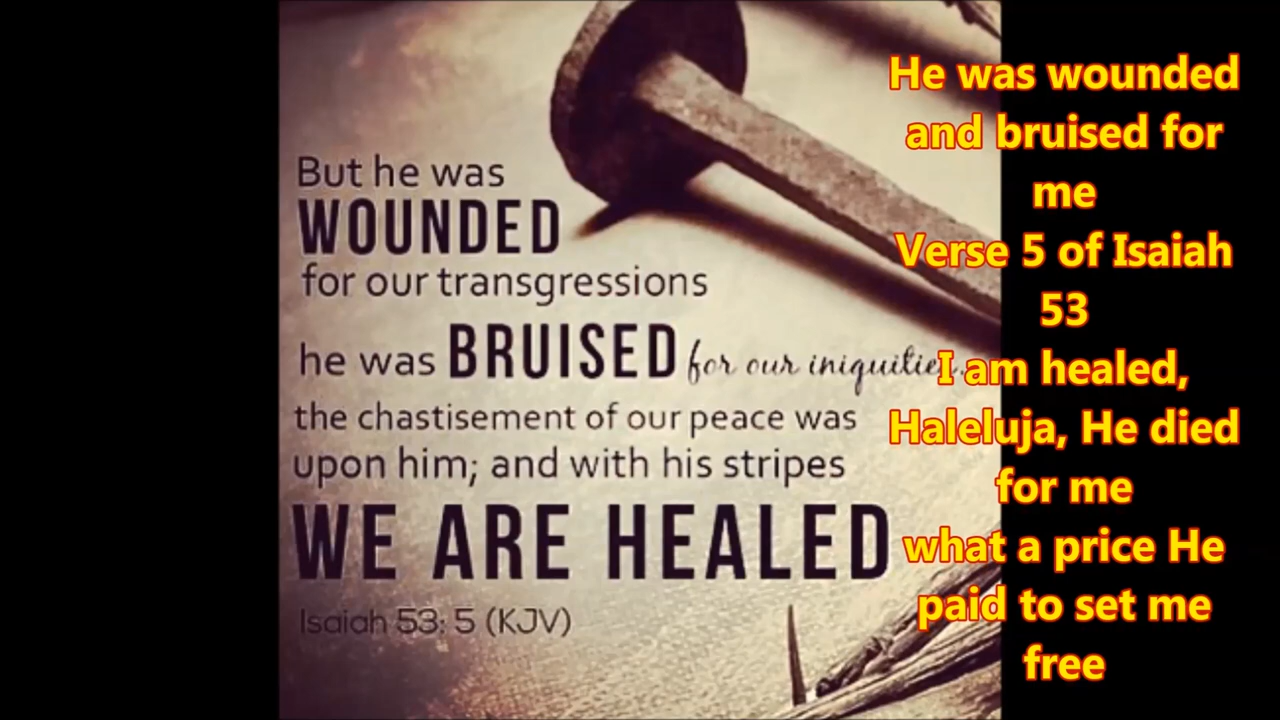 But he was
WOUNDED
for our transgressions
he was BRUISED for our iniquities.
the chastisement of our peace was
upon him; and with his stripes
WE ARE HEALED
Isaiah 53: 5 (KJV)
He was wounded
and bruised for
me
Verse 5 of Isaiah
53
I am healed,
Haleluja, He died
for me
what a price He
paid to set me
free